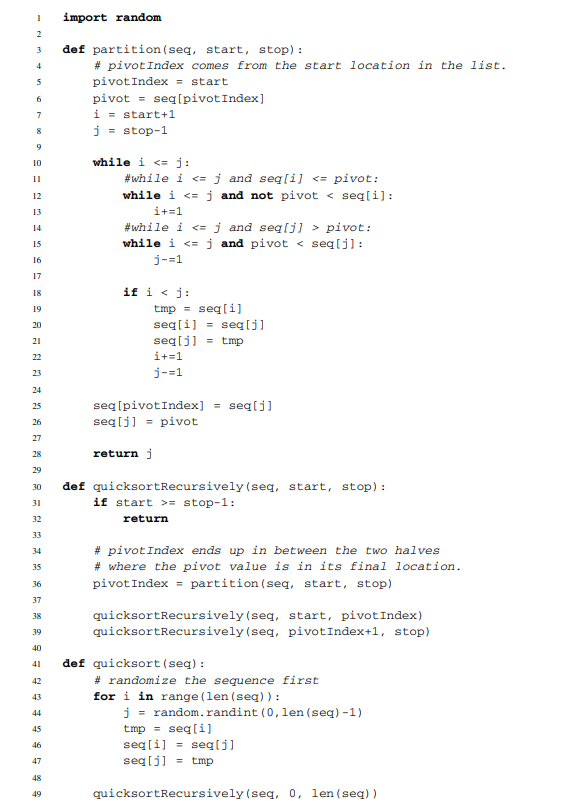 1 import random
2
3 def partition(seq, start, stop):
4     # pivotIndex comes from the start location in the list.
5     pivotIndex = start
6     pivot = seq[pivotIndex]
7     i = start+1
8     j = stop-1
9
10     while i <= j:
11         #while i <= j and seq[i] <= pivot:
12         while i <= j and not pivot < seq[i]:
13             i+=1
14         #while i <= j and seq[j] > pivot:
15         while i <= j and pivot < seq[j]:
16             j-=1
17
18         if i < j:
19             tmp = seq[i]
20             seq[i] = seq[j]
21             seq[j] = tmp
22             i+=1
23             j-=1
24
25     seq[pivotIndex] = seq[j]
26     seq[j] = pivot
27
28     return j
29
30 def quicksortRecursively(seq, start, stop):
31     if start >= stop-1:
32         return
33
34     # pivotIndex ends up in between the two halves
35     # where the pivot value is in its final location.
36     pivotIndex = partition(seq, start, stop)
37
38     quicksortRecursively(seq, start, pivotIndex)
39     quicksortRecursively(seq, pivotIndex+1, stop)
40
41 def quicksort(seq):
42     # randomize the sequence first
43     for i in range(len(seq)):
44         j = random.randint(0,len(seq)-1)
45         tmp = seq[i]
46         seq[i] = seq[j]
47         seq[j] = tmp
48
49     quicksortRecursively(seq, 0, len(seq))